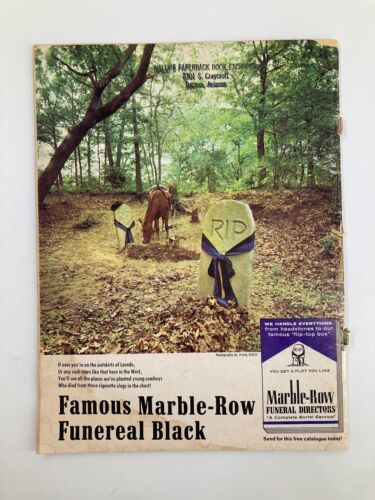 PAPERBACK BOOK EXCHANGE
S. Craycroft
RIP
Photography by Irving Schild
If ever you're on the outskirts of Laredo,
Or any such town like that here in the West,
You'll see all the places we've planted young cowboys
Who died from those cigarette slugs in the chest!
Famous Marble-Row
Funereal Black
WE HANDLE EVERYTHING
from headstones to our
famous "flip-top box"
YOU GET A PLOT YOU LIKE
Marble-Row
FUNERAL DIRECTORS
"A Complete Burial Service"
Send for this free catalogue today!